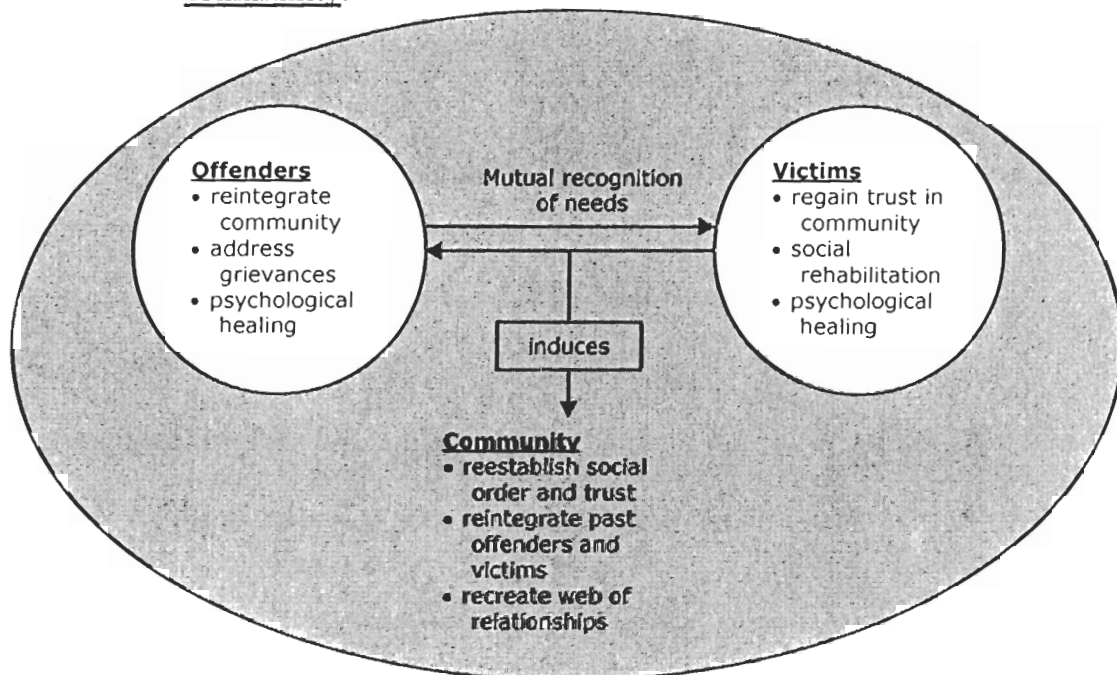 Offenders
• reintegrate
community
• address
grievances
• psychological
healing
Mutual recognition
of needs
Victims
• regain trust in
community
• social
rehabilitation
• psychological
healing
induces
Community
• reestablish social
order and trust
• reintegrate past
offenders and
victims
• recreate web of
relationships